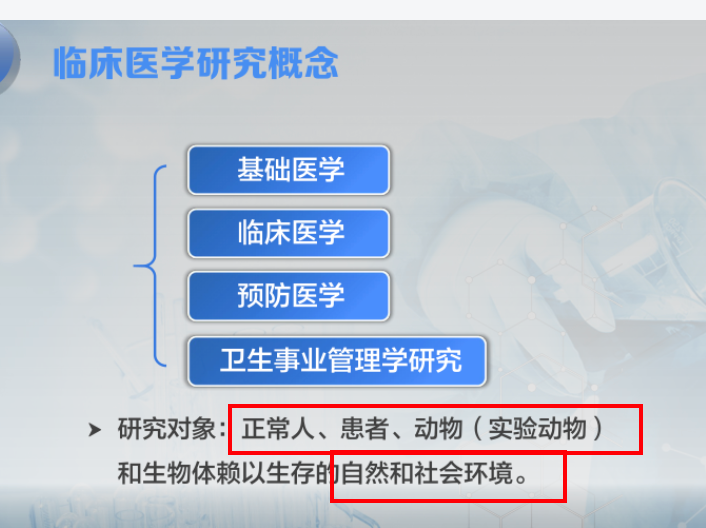 临床医学研究概念
基础医学
临床医学
预防医学
卫生事业管理学研究
➤ 研究对象：正常人、患者、动物（实验动物）
和生物体赖以生存的自然和社会环境。